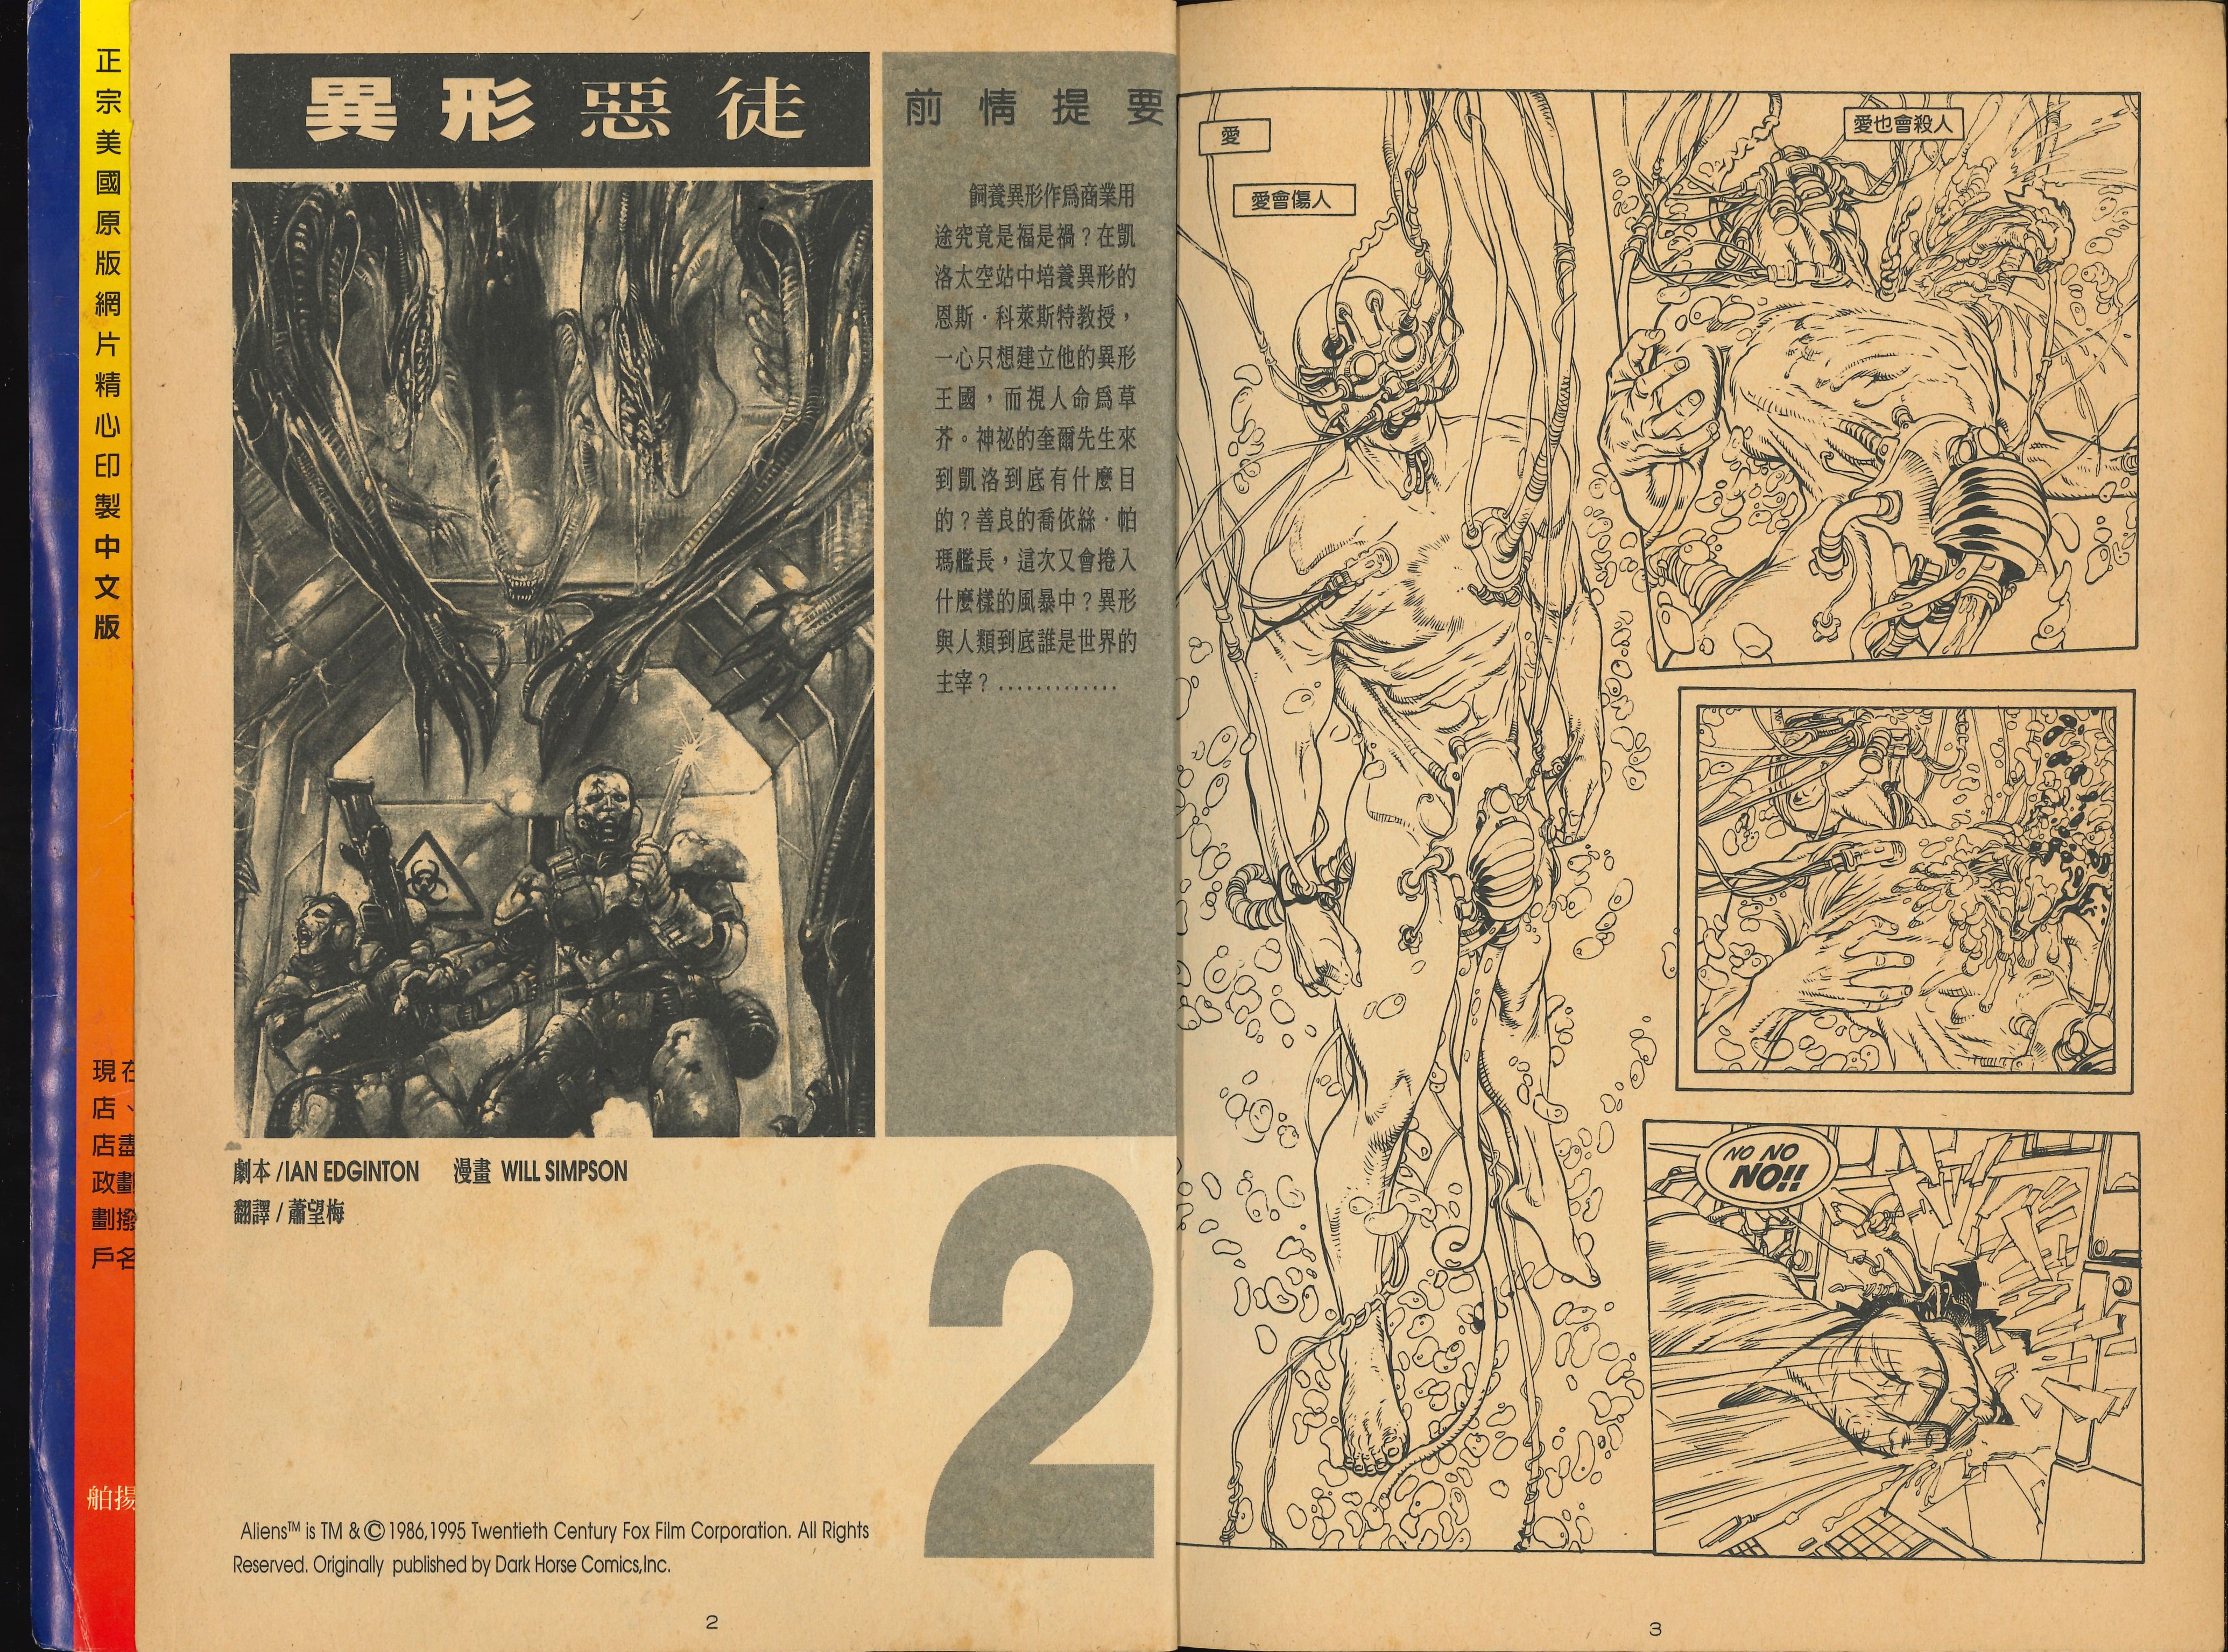 正宗美國原版網片精心印製中文版
現在
店、
店盡
政劃
劃撥
戶名
舶揚
異形惡徒
前情提要
飼養異形作為商業用
途究竟是福是禍？在凱
洛太空站中培養異形的
恩斯·科萊斯特教授，
一心只想建立他的異形
王國，而視人命為草
芥。神祕的奎爾先生來
到凱洛到底有什麼目
的？善良的喬依絲·帕
瑪艦長，這次又會捲入
什麼樣的風暴中？異形
與人類到底誰是世界的
主宰？.............
劇本/IAN EDGINTON 漫畫 WILL SIMPSON
翻譯/蕭望梅
2
Aliens™ is TM & © 1986,1995 Twentieth Century Fox Film Corporation. All Rights
Reserved. Originally published by Dark Horse Comics,Inc.
2
愛
愛會傷人
愛也會殺人
NO NO
NO!!
3